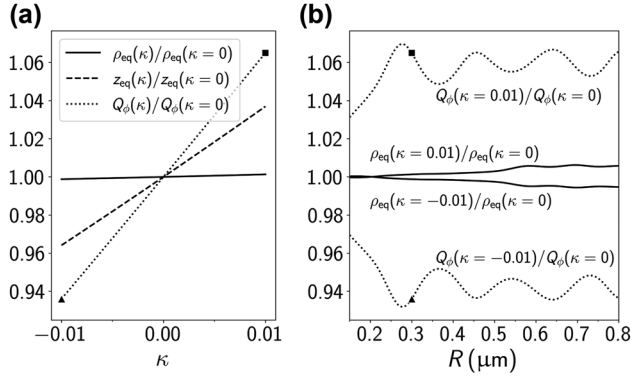 (a)
ρeq(κ)/ρeq(κ = 0)
zeq(κ)/zeq(κ = 0)
Qϕ(κ)/Qϕ(κ = 0)
1.06
1.04
1.02
1.00
0.98
0.96
0.94
−0.01
0.00
0.01
κ
(b)
1.06
1.04
1.02
1.00
0.98
0.96
0.94
Qϕ(κ = 0.01)/Qϕ(κ = 0)
ρeq(κ = 0.01)/ρeq(κ = 0)
ρeq(κ = −0.01)/ρeq(κ = 0)
Qϕ(κ = −0.01)/Qϕ(κ = 0)
0.2
0.3
0.4
0.5
0.6
0.7
0.8
R (μm)